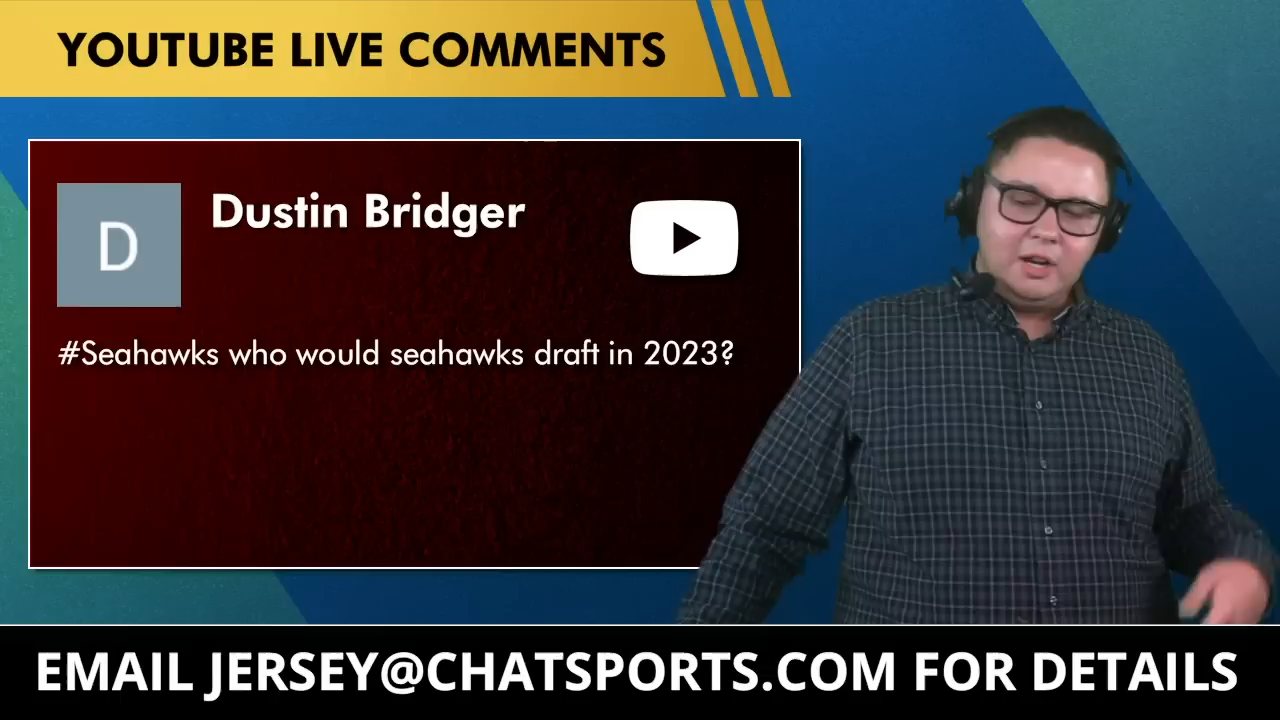 YOUTUBE LIVE COMMENTS
D
Dustin Bridger
#Seahawks who would seahawks draft in 2023?
EMAIL JERSEY@CHATSPORTS.COM FOR DETAILS